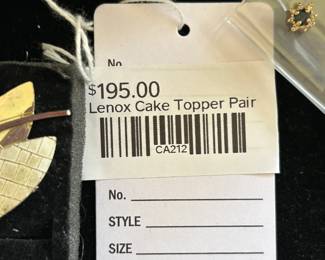 No.
$195.00
Lenox Cake Topper Pair
CA212
No.
STYLE
SIZE